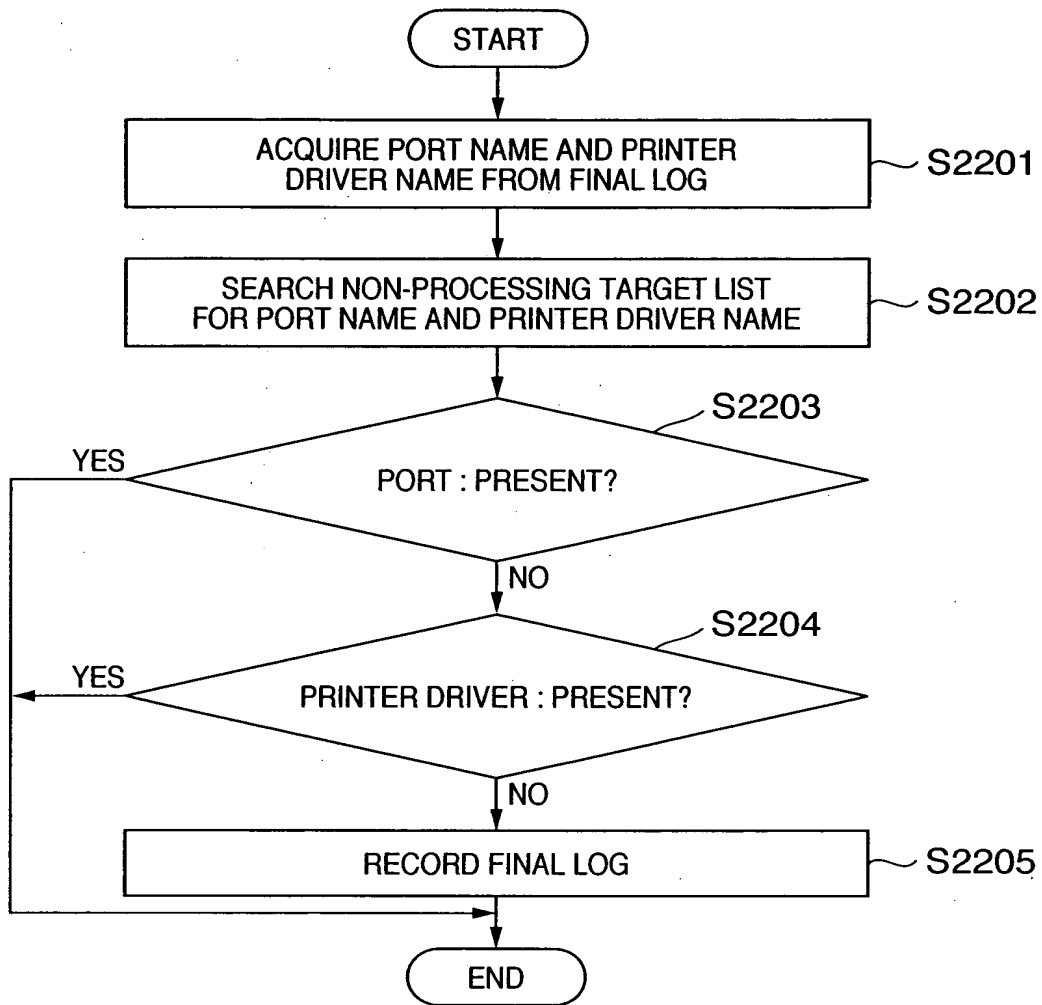 START
ACQUIRE PORT NAME AND PRINTER
DRIVER NAME FROM FINAL LOG
S2201
SEARCH NON-PROCESSING TARGET LIST
FOR PORT NAME AND PRINTER DRIVER NAME
S2202
S2203
YES
PORT : PRESENT?
NO
S2204
YES
PRINTER DRIVER : PRESENT?
NO
RECORD FINAL LOG
S2205
END